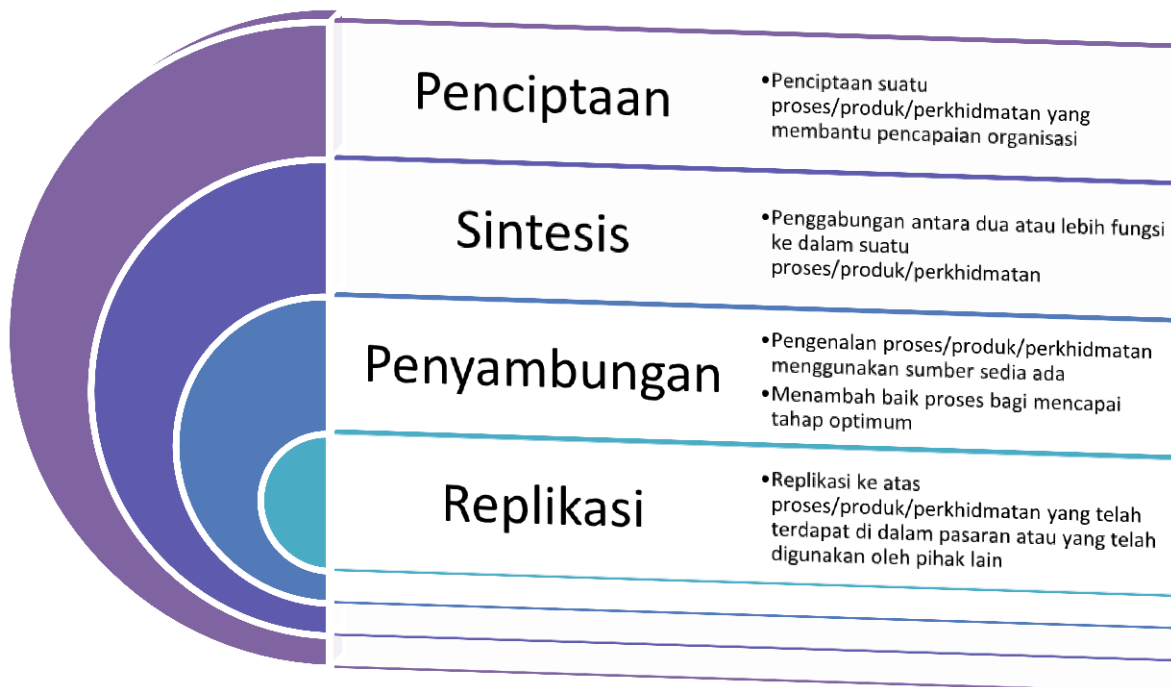 Penciptaan
•Penciptaan suatu
proses/produk/perkhidmatan yang
membantu pencapaian organisasi
Sintesis
•Penggabungan antara dua atau lebih fungsi
ke dalam suatu
proses/produk/perkhidmatan
Penyambungan
•Pengenalan proses/produk/perkhidmatan
menggunakan sumber sedia ada
•Menambah baik proses bagi mencapai
tahap optimum
Replikasi
•Replikasi ke atas
proses/produk/perkhidmatan yang telah
terdapat di dalam pasaran atau yang telah
digunakan oleh pihak lain